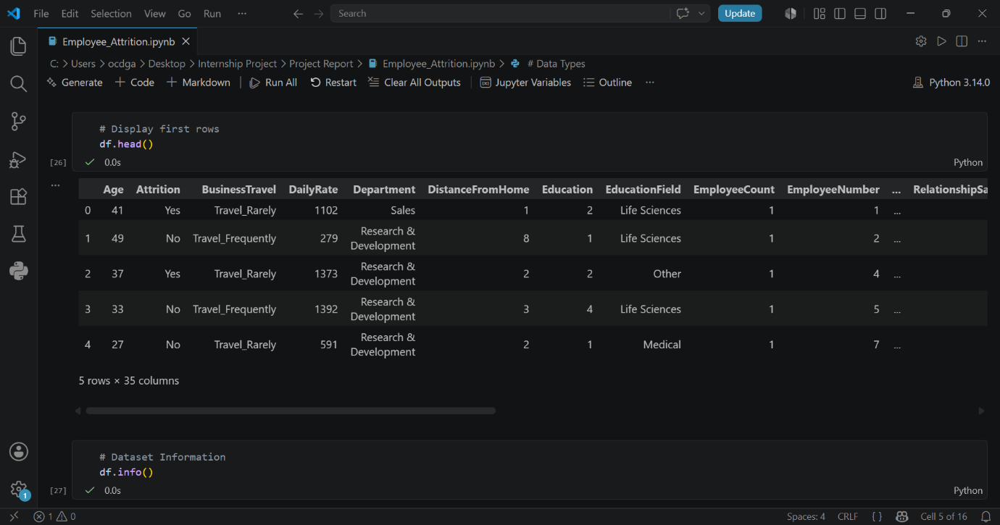 File Edit Selection View Go Run ··· Search Update
Employee_Attrition.ipynb
C: > Users > ocdga > Desktop > Internship Project > Project Report > Employee_Attrition.ipynb > # Data Types
Generate + Code + Markdown Run All Restart Clear All Outputs Jupyter Variables Outline ··· Python 3.14.0
# Display first rows
df.head()
[26] 0.0s Python
Age Attrition BusinessTravel DailyRate Department DistanceFromHome Education EducationField EmployeeCount EmployeeNumber ... RelationshipSa
0 41 Yes Travel_Rarely 1102 Sales 1 2 Life Sciences 1 1 ...
1 49 No Travel_Frequently 279 Research & Development 8 1 Life Sciences 1 2 ...
2 37 Yes Travel_Rarely 1373 Research & Development 2 2 Other 1 4 ...
3 33 No Travel_Frequently 1392 Research & Development 3 4 Life Sciences 1 5 ...
4 27 No Travel_Rarely 591 Research & Development 2 1 Medical 1 7 ...
5 rows × 35 columns
# Dataset Information
df.info()
[27] 0.0s Python
1
1 0 Spaces: 4 CRLF { } Cell 5 of 16